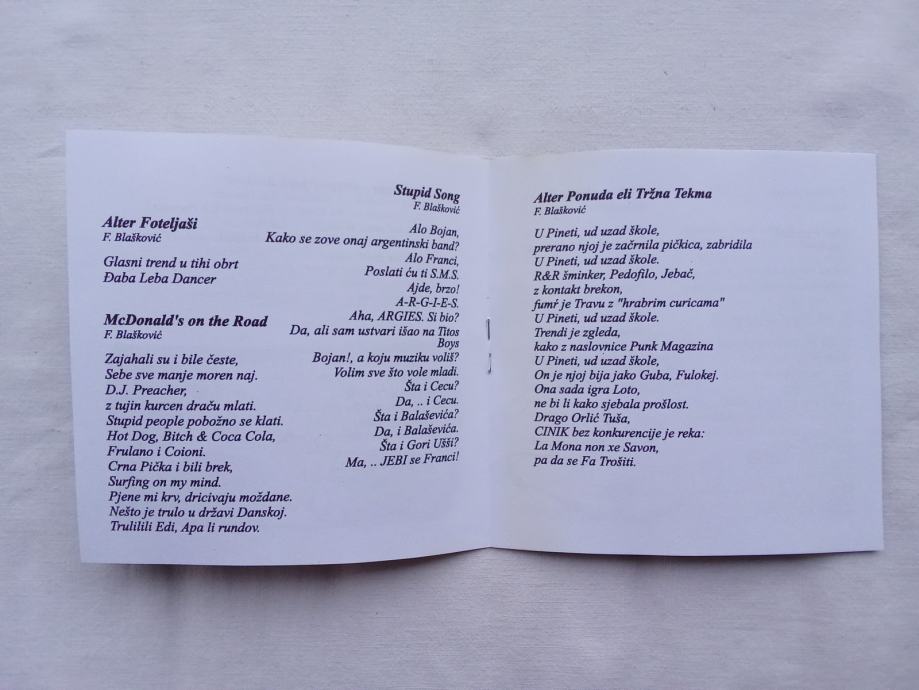 Alter Foteljaši
F. Blašković
Glasni trend u tihi obrt
Đaba Leba Dancer
McDonald's on the Road
F. Blašković
Zajahali su i bile česte,
Sebe sve manje moren naj.
D.J. Preacher,
z tujin kurcen draču mlati.
Stupid people pobožno se klati.
Hot Dog, Bitch & Coca Cola,
Frulano i Coioni.
Crna Pička i bili brek,
Surfing on my mind.
Pjene mi krv, dricivaju moždane.
Nešto je trulo u državi Danskoj.
Trulilili Edi, Apa li rundov.
Stupid Song
F. Blašković
Alo Bojan,
Kako se zove onaj argentinski band?
Alo Franci,
Poslati ću ti S.M.S.
Ajde, brzo!
A-R-G-I-E-S.
Aha, ARGIES. Si bio?
Da, ali sam ustvari išao na Titos
Boys
Bojan!, a koju muziku voliš?
Volim sve što vole mladi.
Šta i Cecu?
Da, .. i Cecu.
Šta i Balaševića?
Da, i Balaševića.
Šta i Gori Ušši?
Ma, .. JEBI se Franci!
Alter Ponuda eli Tržna Tekma
F. Blašković
U Pineti, ud uzad škole,
prerano njoj je začrnila pičkica, zabridila
U Pineti, ud uzad škole.
R&R šminker, Pedofilo, Jebač,
z kontakt brekon,
fumr je Travu z "hrabrim curicama"
U Pineti, ud uzad škole.
Trendi je zgleda,
kako z naslovnice Punk Magazina
U Pineti, ud uzad škole,
On je njoj bija kako Guba, Fulokej.
Ona sada igra Loto,
ne bi li kako sjebala prošlost.
Drago Orlić Tuša,
CINIK bez konkurencije je reka:
La Mona non xe Savon,
pa da se Fa Trošiti.